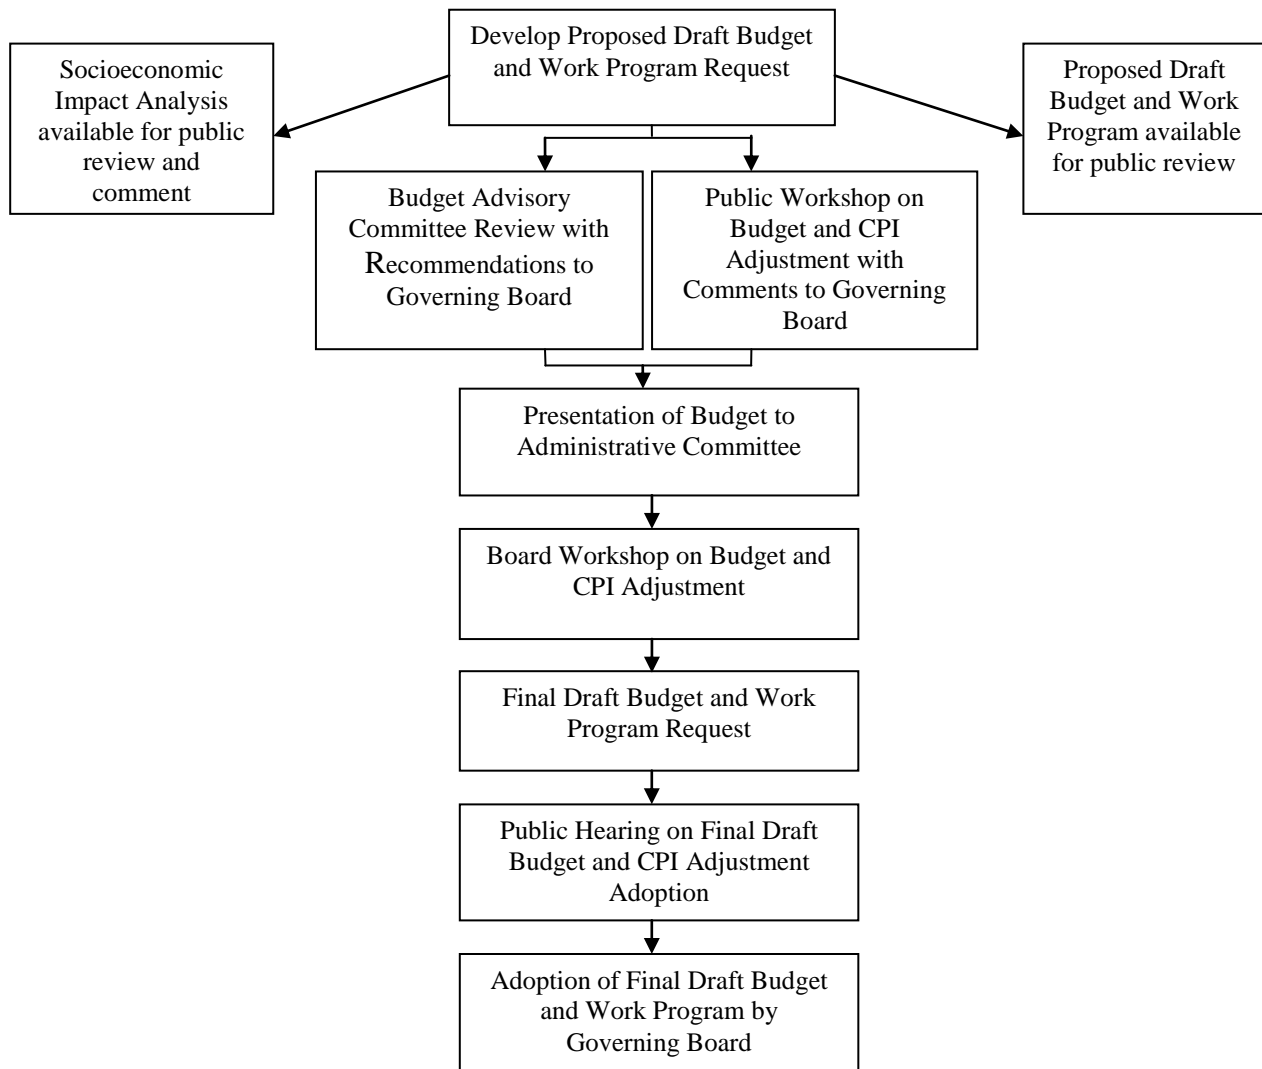 Develop Proposed Draft Budget
and Work Program Request
Socioeconomic
Impact Analysis
available for public
review and
comment
Proposed Draft
Budget and Work
Program available
for public review
Budget Advisory
Committee Review with
Recommendations to
Governing Board
Public Workshop on
Budget and CPI
Adjustment with
Comments to Governing
Board
Presentation of Budget to
Administrative Committee
Board Workshop on Budget and
CPI Adjustment
Final Draft Budget and Work
Program Request
Public Hearing on Final Draft
Budget and CPI Adjustment
Adoption
Adoption of Final Draft Budget
and Work Program by
Governing Board